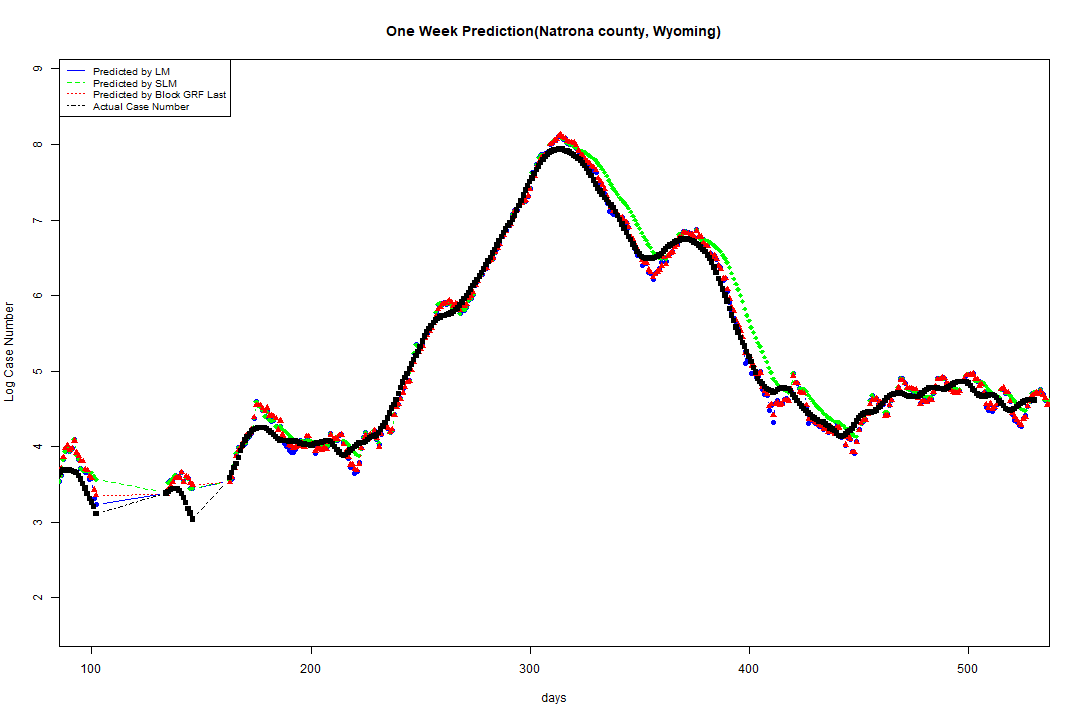 One Week Prediction(Natrona county, Wyoming)
Predicted by LM
Predicted by SLM
Predicted by Block GRF Last
Actual Case Number
9
8
7
6
5
4
3
2
Log Case Number
100 200 300 400 500
days